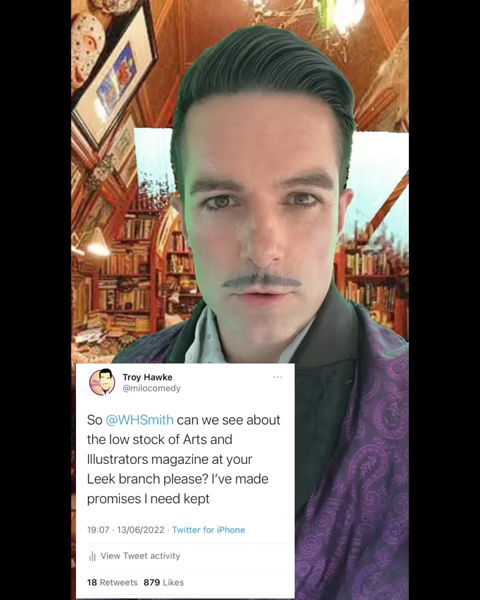 Troy Hawke
@milocomedy
So @WHSmith can we see about
the low stock of Arts and
Illustrators magazine at your
Leek branch please? I've made
promises I need kept
19:07 · 13/06/2022 · Twitter for iPhone
View Tweet activity
18 Retweets 879 Likes